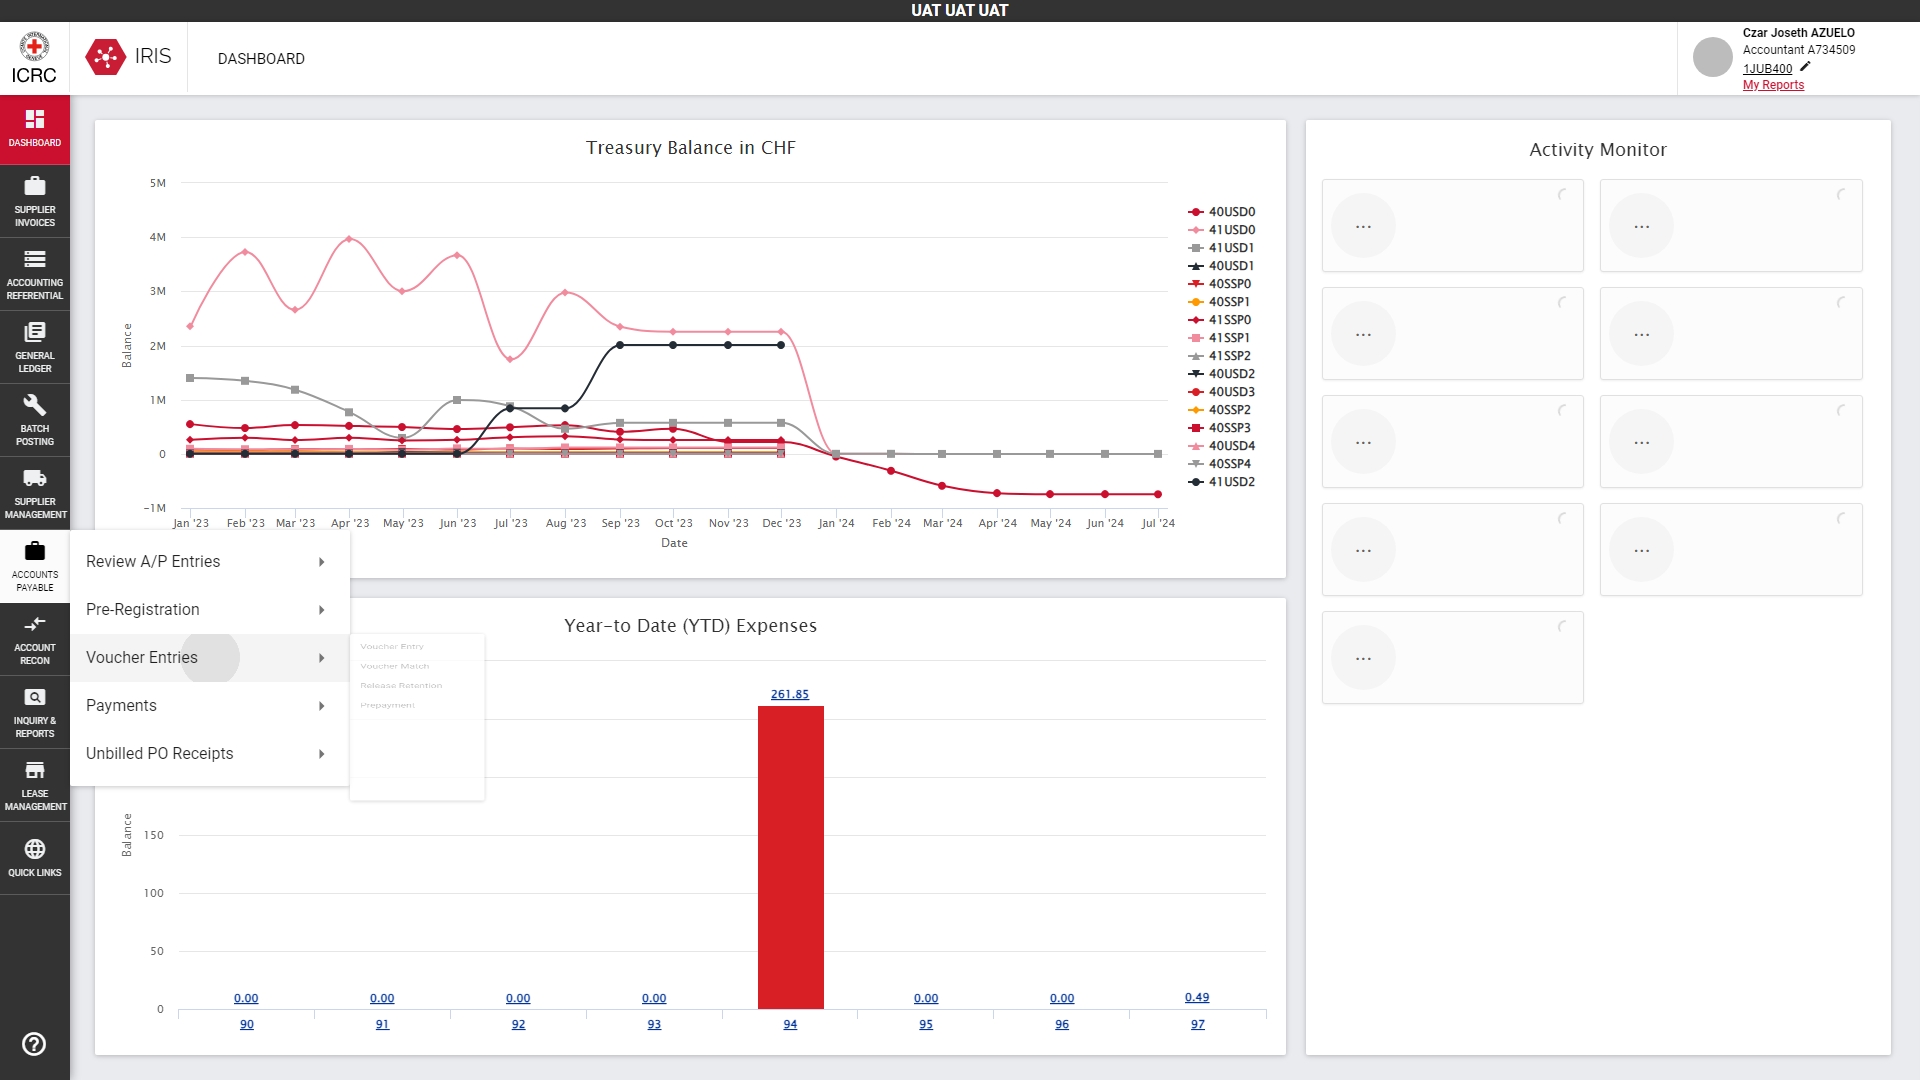 UAT UAT UAT
ICRC
IRIS
DASHBOARD
Czar Joseth AZUELO
Accountant A734509
1JUB400
My Reports
DASHBOARD
SUPPLIER
INVOICES
ACCOUNTING
REFERENTIAL
GENERAL
LEDGER
BATCH
POSTING
SUPPLIER
MANAGEMENT
ACCOUNTS
PAYABLE
ACCOUNT
RECON
INQUIRY &
REPORTS
LEASE
MANAGEMENT
QUICK LINKS
Treasury Balance in CHF
5M
4M
3M
2M
1M
0
-1M
Balance
Jan '23 Feb '23 Mar '23 Apr '23 May '23 Jun '23 Jul '23 Aug '23 Sep '23 Oct '23 Nov '23 Dec '23 Jan '24 Feb '24 Mar '24 Apr '24 May '24 Jun '24 Jul '24
Date
40USD0
41USD0
41USD1
40USD1
40SSP0
40SSP1
41SSP0
41SSP1
41SSP2
40USD2
40USD3
40SSP2
40SSP3
40USD4
40SSP4
41USD2
Review A/P Entries
Pre-Registration
Voucher Entries
Payments
Unbilled PO Receipts
Voucher Entry
Voucher Match
Release Retention
Prepayment
Year-to Date (YTD) Expenses
Balance
150
100
50
0
0.00 0.00 0.00 0.00 261.85 0.00 0.00 0.49
90 91 92 93 94 95 96 97
Activity Monitor
... ...
... ...
... ...
... ...
...